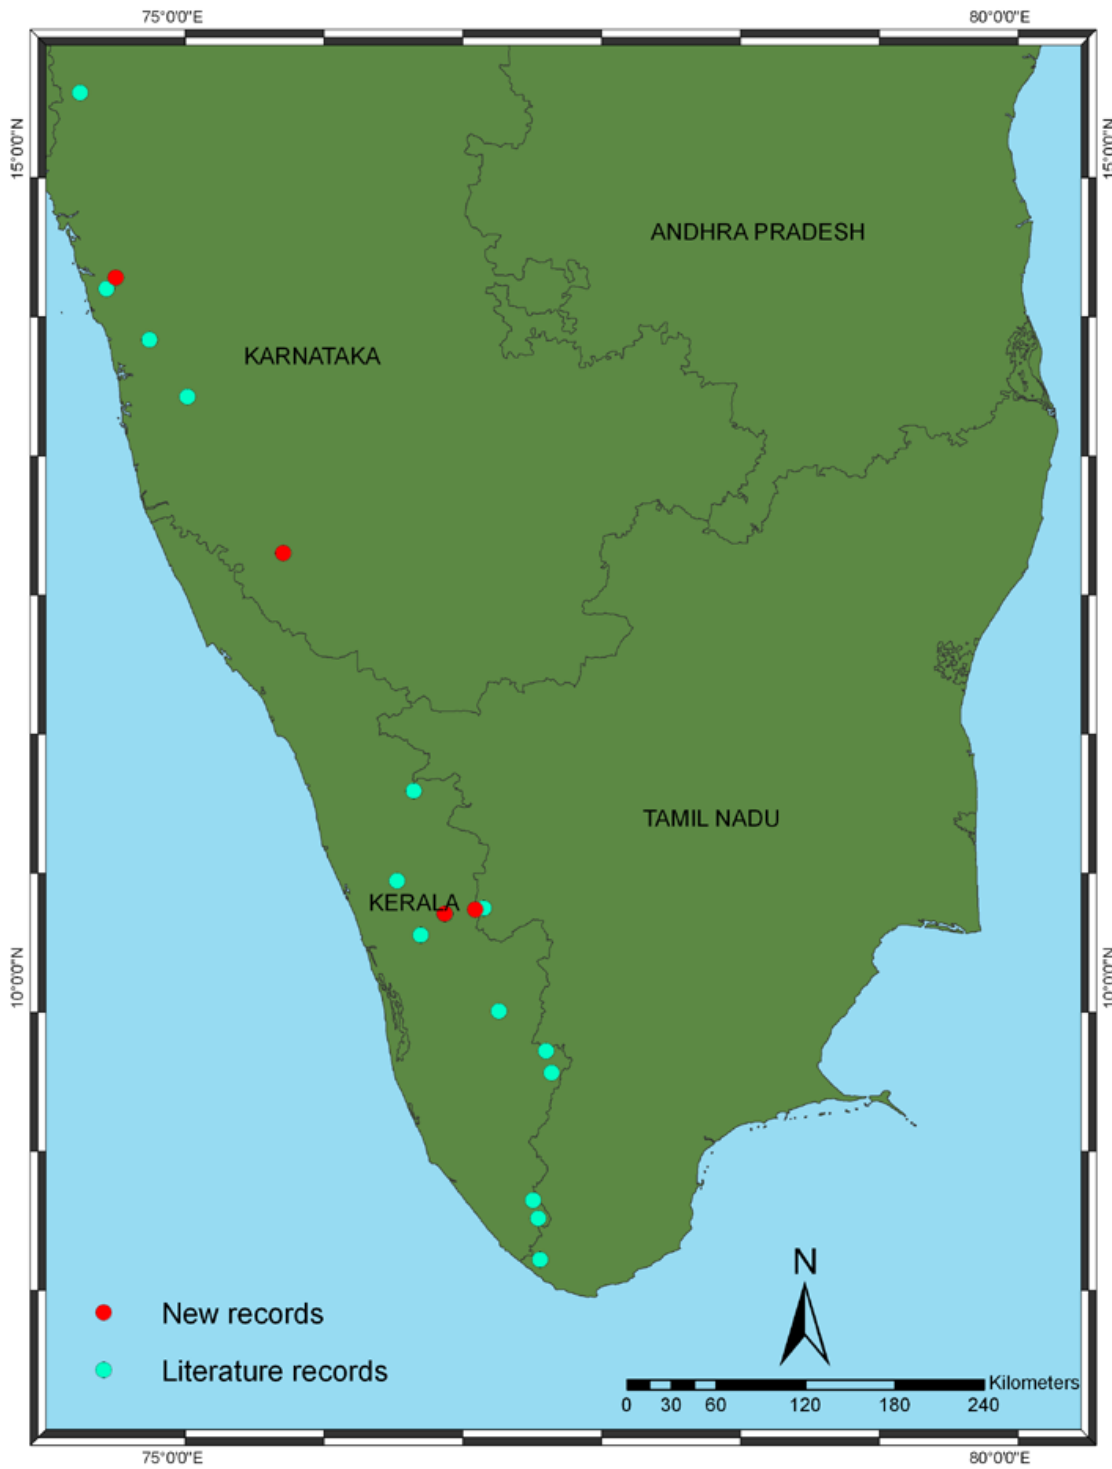 75°0'0"E 80°0'0"E
15°0'0"N 15°0'0"N
ANDHRA PRADESH
KARNATAKA
TAMIL NADU
KERALA
10°0'0"N 10°0'0"N
N
New records
Literature records
Kilometers
0 30 60 120 180 240
75°0'0"E 80°0'0"E